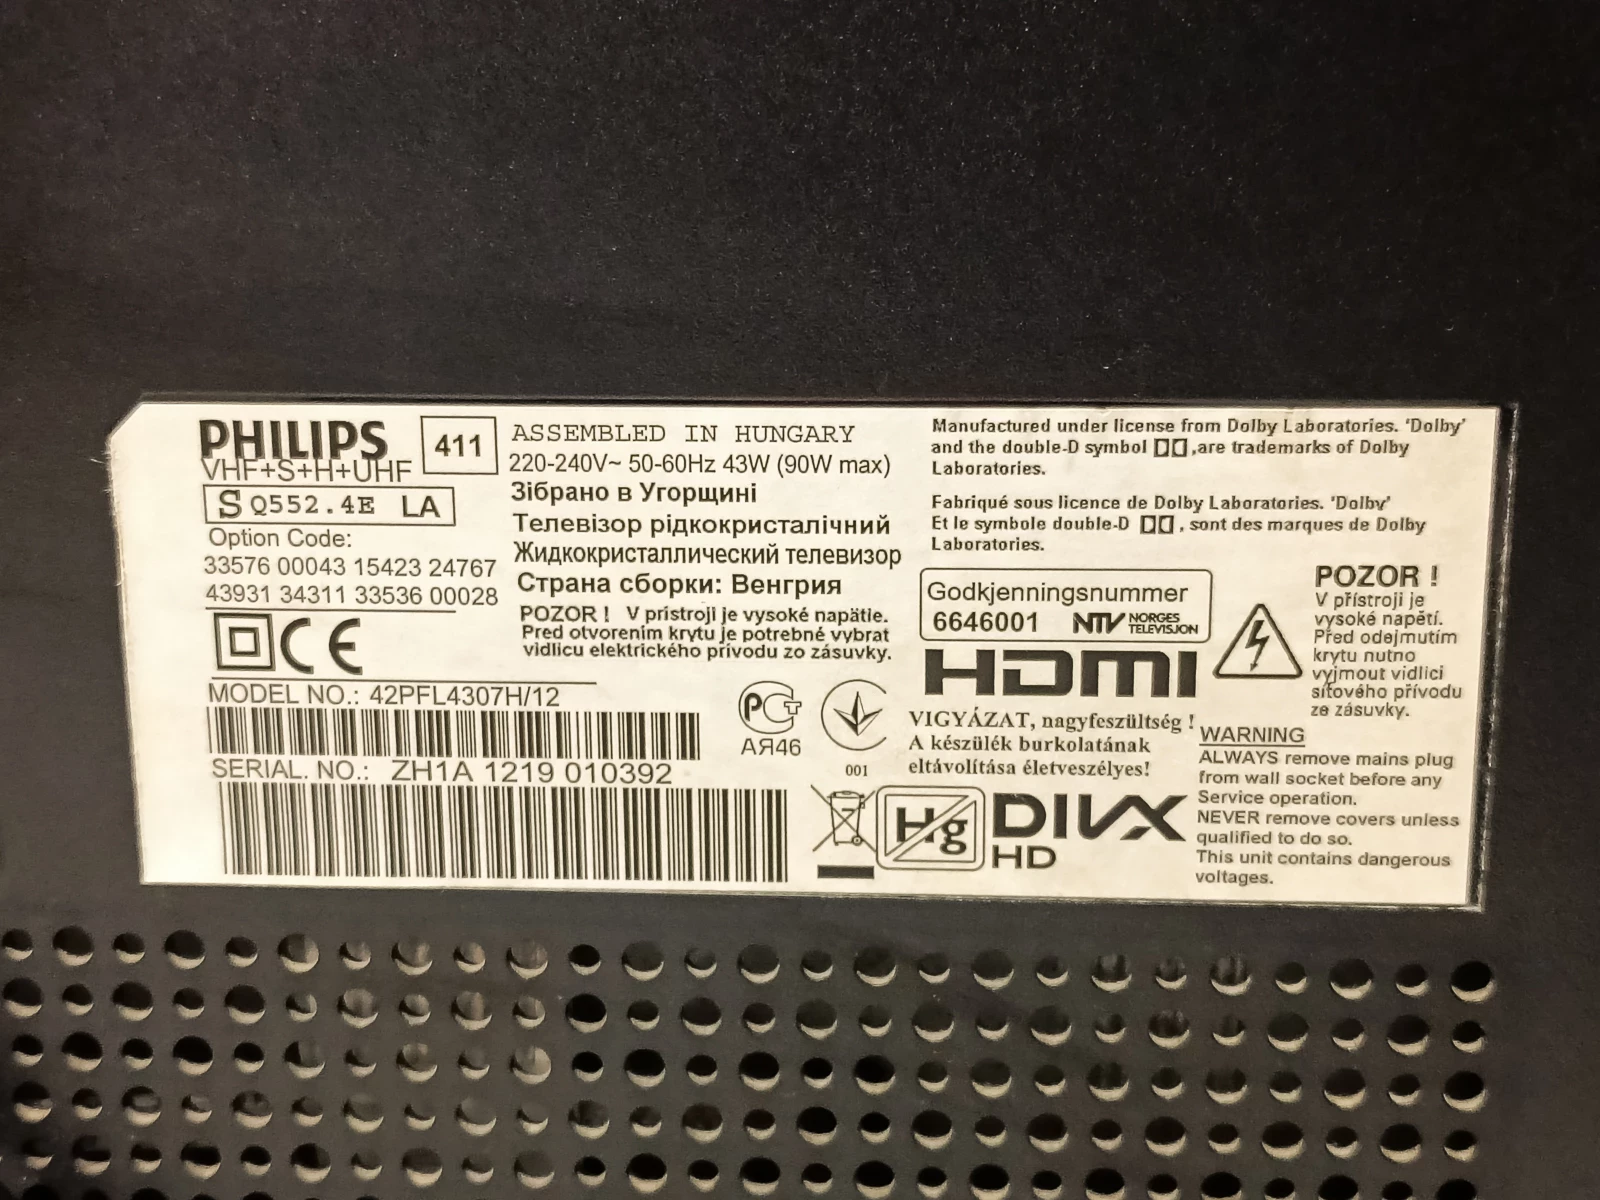 PHILIPS
VHF+S+H+UHF
411
S Q552.4E LA
Option Code:
33576 00043 15423 24767
43931 34311 33536 00028
CE
MODEL NO.: 42PFL4307H/12
SERIAL. NO.: ZH1A 1219 010392
ASSEMBLED IN HUNGARY
220-240V~ 50-60Hz 43W (90W max)
Зібрано в Угорщині
Телевізор рідкокристалічний
Жидкокристаллический телевизор
Страна сборки: Венгрия
POZOR ! V prístroji je vysoké napätie.
Pred otvorením krytu je potrebné vybrat
vidlicu elektrického prívodu zo zásuvky.
РСТ
АЯ46
001
Manufactured under license from Dolby Laboratories. 'Dolby'
and the double-D symbol ,are trademarks of Dolby
Laboratories.
Fabriqué sous licence de Dolby Laboratories. 'Dolby'
Et le symbole double-D , sont des marques de Dolby
Laboratories.
Godkjenningsnummer
6646001 NTV NORGES
TELEVISJON
HDMI
VIGYÁZAT, nagyfeszültség !
A készülék burkolatának
eltávolítása életveszélyes!
Hg
DIVX
HD
POZOR !
V přístroji je
vysoké napětí.
Před odejmutím
krytu nutno
vyjmout vidlici
síťového přívodu
ze zásuvky.
WARNING
ALWAYS remove mains plug
from wall socket before any
Service operation.
NEVER remove covers unless
qualified to do so.
This unit contains dangerous
voltages.